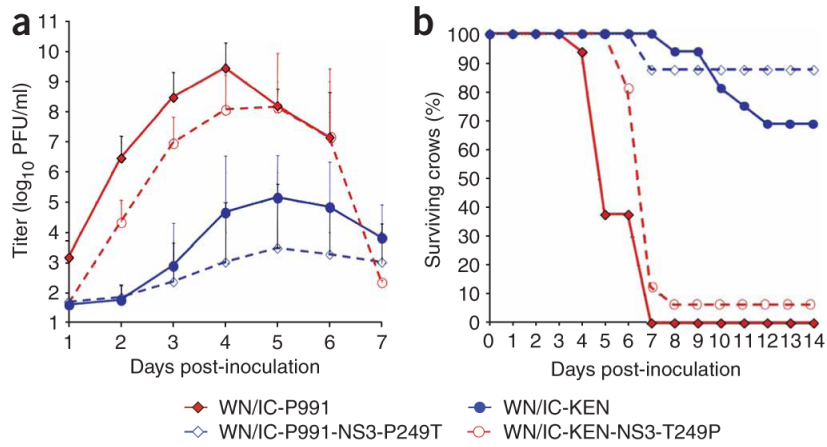 a
11
10
9
8
7
6
5
4
3
2
1
Titer (log10 PFU/ml)
1 2 3 4 5 6 7
Days post-inoculation
b
100
90
80
70
60
50
40
30
20
10
0
Surviving crows (%)
0 1 2 3 4 5 6 7 8 9 10 11 12 13 14
Days post-inoculation
WN/IC-P991
WN/IC-KEN
WN/IC-P991-NS3-P249T
WN/IC-KEN-NS3-T249P